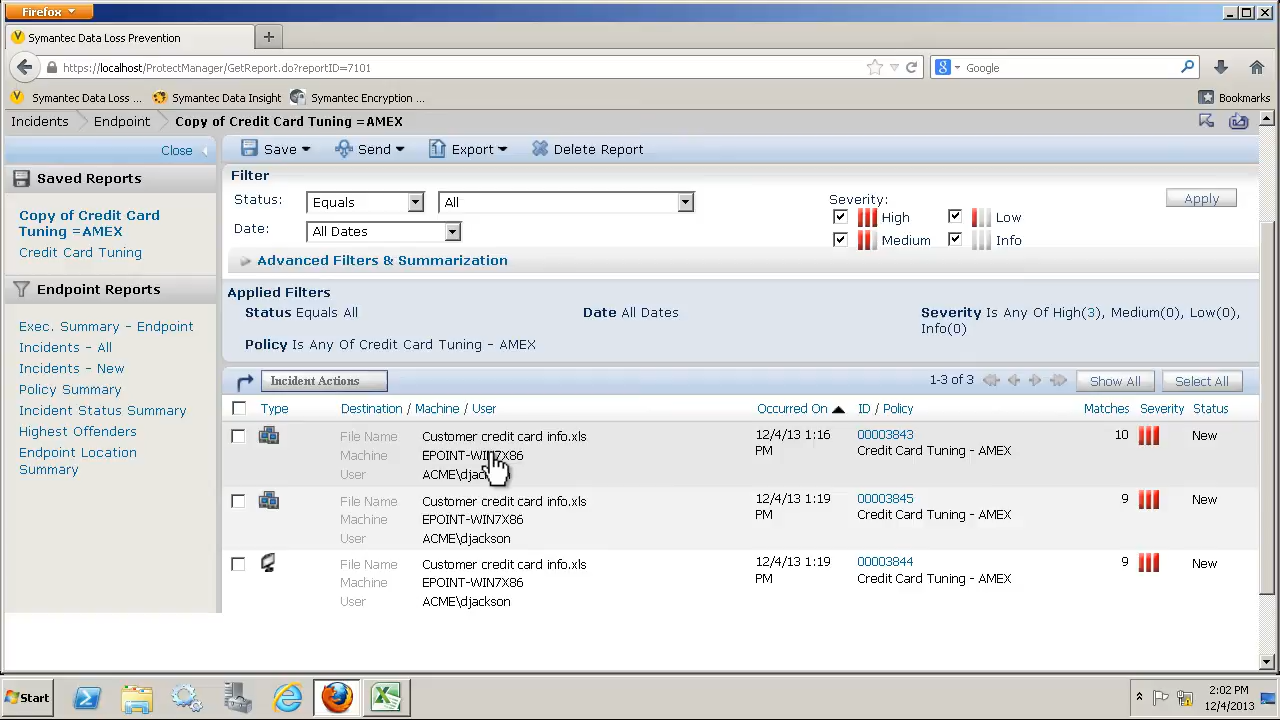 Firefox
Symantec Data Loss Prevention
https://localhost/ProtectManager/GetReport.do?reportID=7101
Google
Symantec Data Loss ...
Symantec Data Insight
Symantec Encryption ...
Bookmarks
Incidents
Endpoint
Copy of Credit Card Tuning =AMEX
Close
Save
Send
Export
Delete Report
Saved Reports
Copy of Credit Card
Tuning =AMEX
Credit Card Tuning
Endpoint Reports
Exec. Summary - Endpoint
Incidents - All
Incidents - New
Policy Summary
Incident Status Summary
Highest Offenders
Endpoint Location
Summary
Filter
Status:
Equals
All
Date:
All Dates
Severity:
High
Low
Medium
Info
Apply
Advanced Filters & Summarization
Applied Filters
Status Equals All
Date All Dates
Severity Is Any Of High(3), Medium(0), Low(0),
Info(0)
Policy Is Any Of Credit Card Tuning - AMEX
Incident Actions
1-3 of 3
Show All
Select All
Type
Destination / Machine / User
Occurred On
ID / Policy
Matches
Severity
Status
File Name Customer credit card info.xls 12/4/13 1:16 00003843 10 New
Machine EPOINT-WIN7X86 PM Credit Card Tuning - AMEX
User ACME\djackson
File Name Customer credit card info.xls 12/4/13 1:19 00003845 9 New
Machine EPOINT-WIN7X86 PM Credit Card Tuning - AMEX
User ACME\djackson
File Name Customer credit card info.xls 12/4/13 1:19 00003844 9 New
Machine EPOINT-WIN7X86 PM Credit Card Tuning - AMEX
User ACME\djackson
Start
2:02 PM
12/4/2013